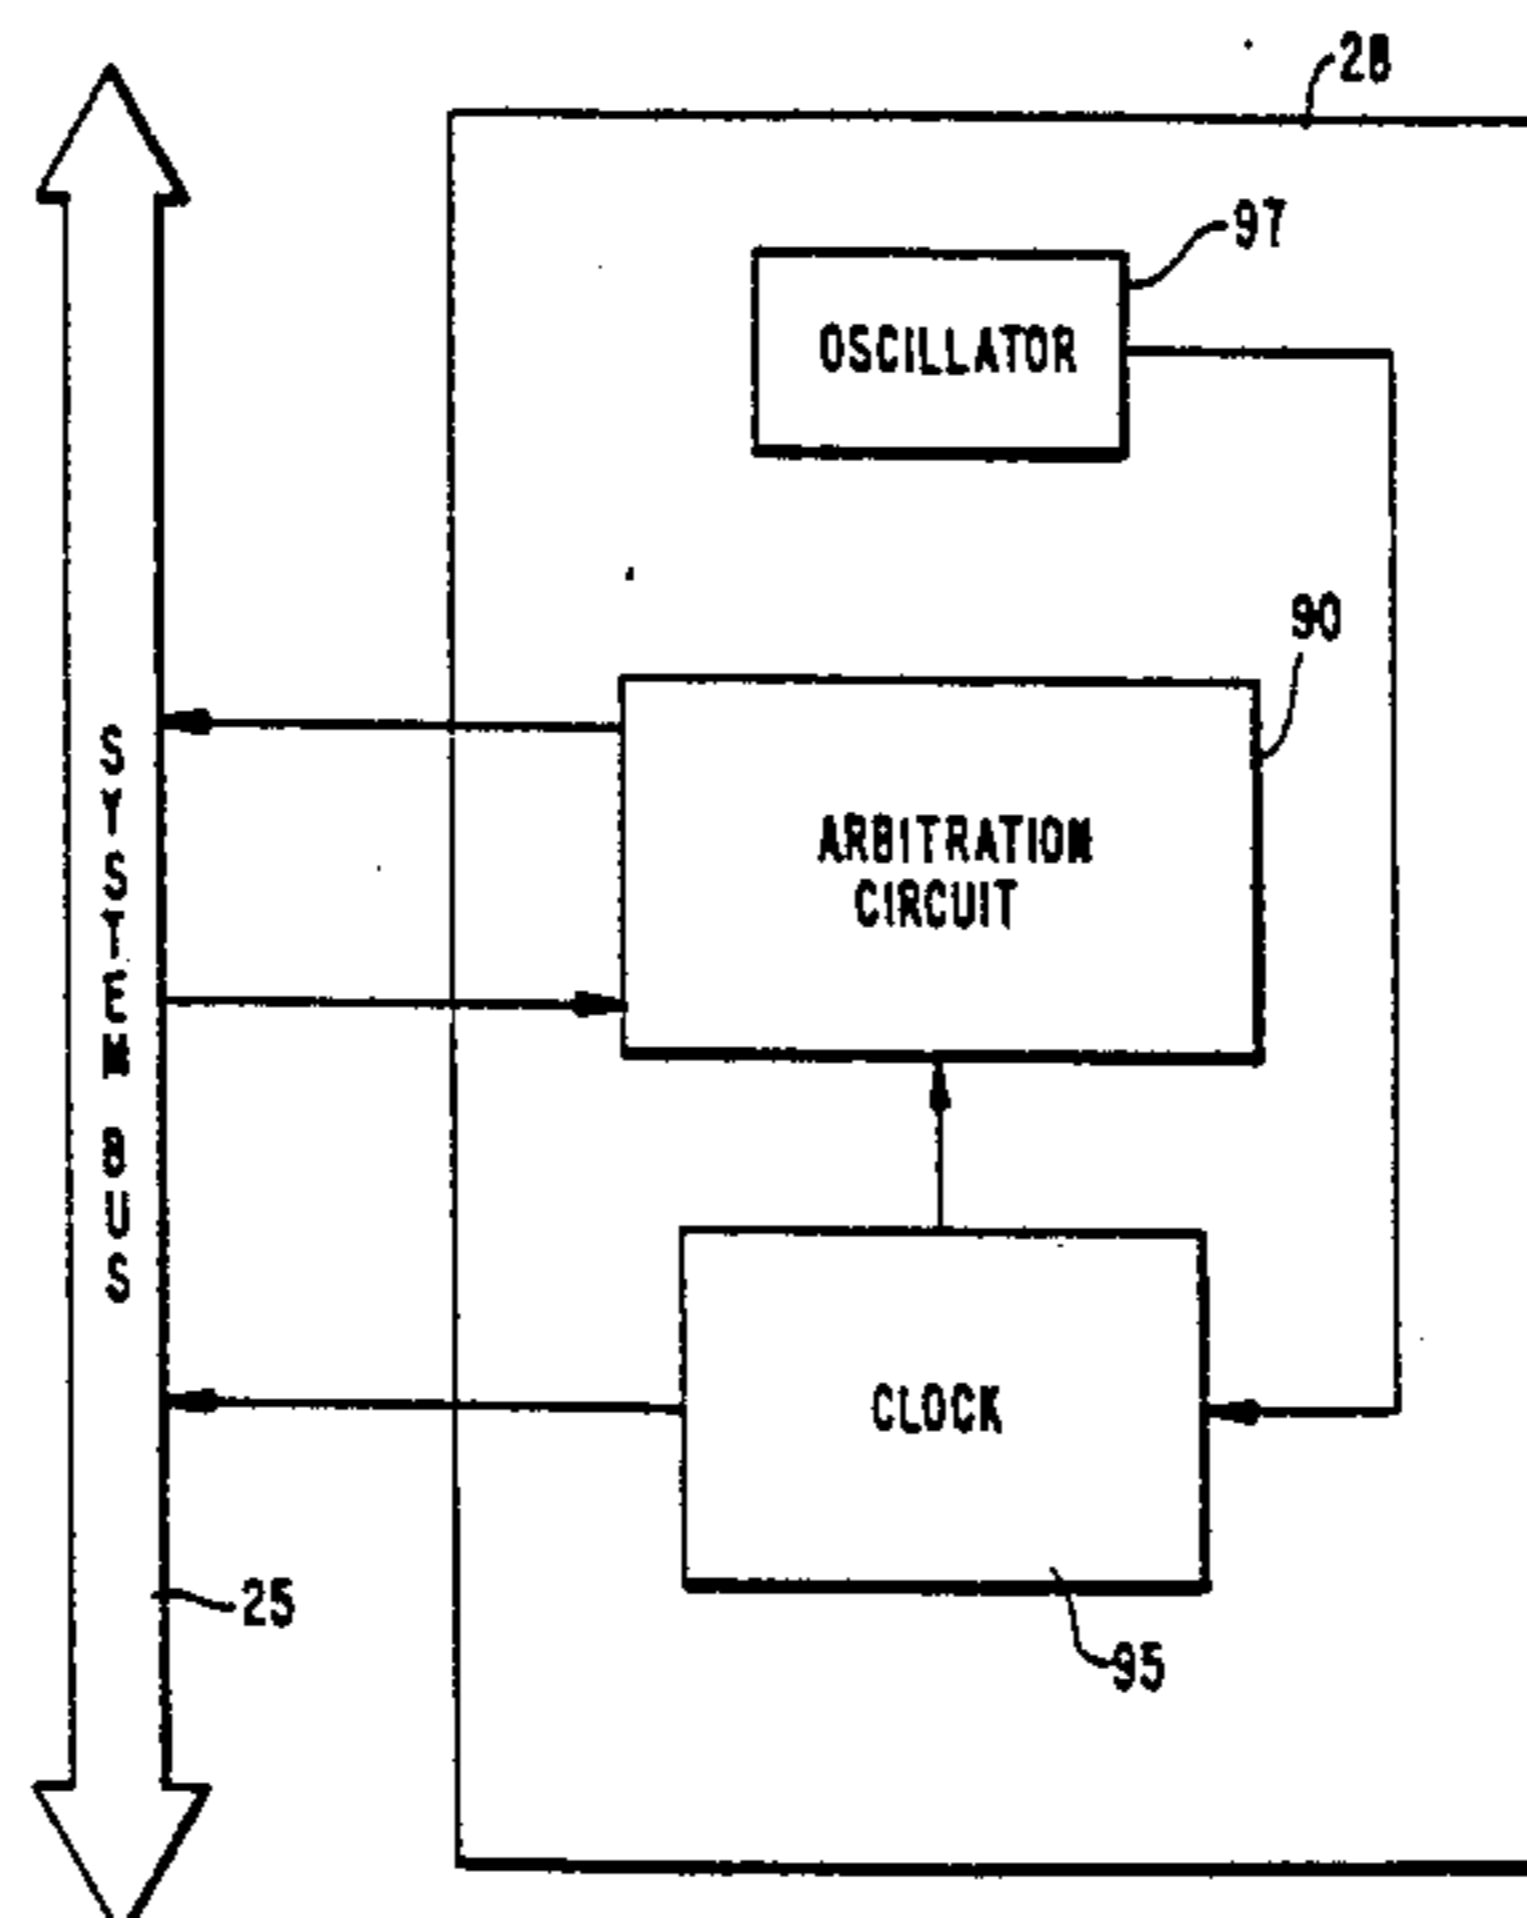 28
97
OSCILLATOR
90
ARBITRATION
CIRCUIT
SYSTEM BUS
CLOCK
25
95